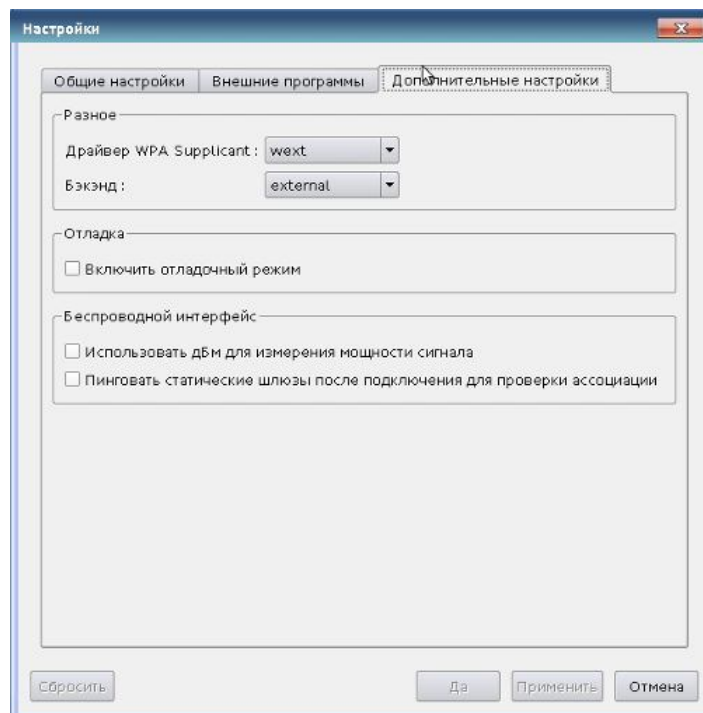 Настройки
Общие настройки Внешние программы Дополнительные настройки
Разное
Драйвер WPA Supplicant : wext
Бэкэнд : external
Отладка
Включить отладочный режим
Беспроводной интерфейс
Использовать дБм для измерения мощности сигнала
Пинговать статические шлюзы после подключения для проверки ассоциации
Сбросить Да Применить Отмена